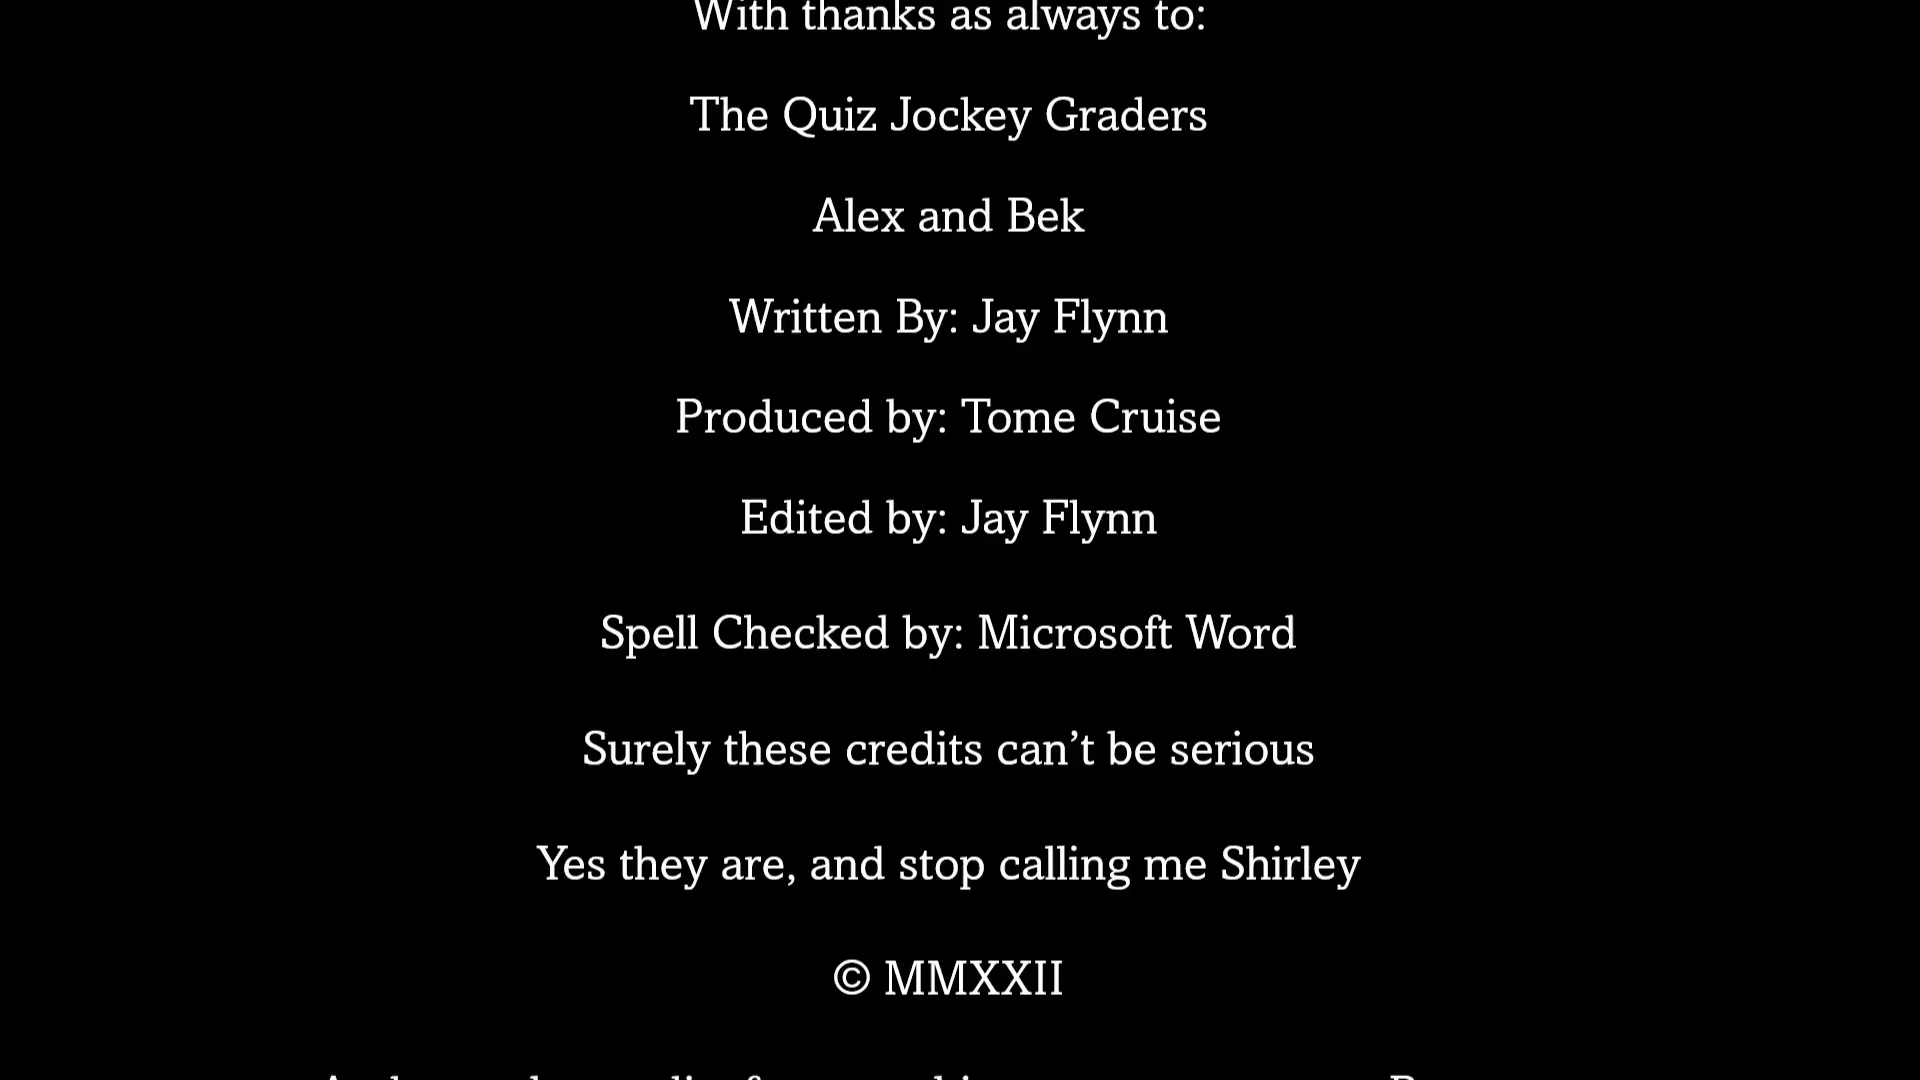 With thanks as always to:
The Quiz Jockey Graders
Alex and Bek
Written By: Jay Flynn
Produced by: Tome Cruise
Edited by: Jay Flynn
Spell Checked by: Microsoft Word
Surely these credits can’t be serious
Yes they are, and stop calling me Shirley
© MMXXII